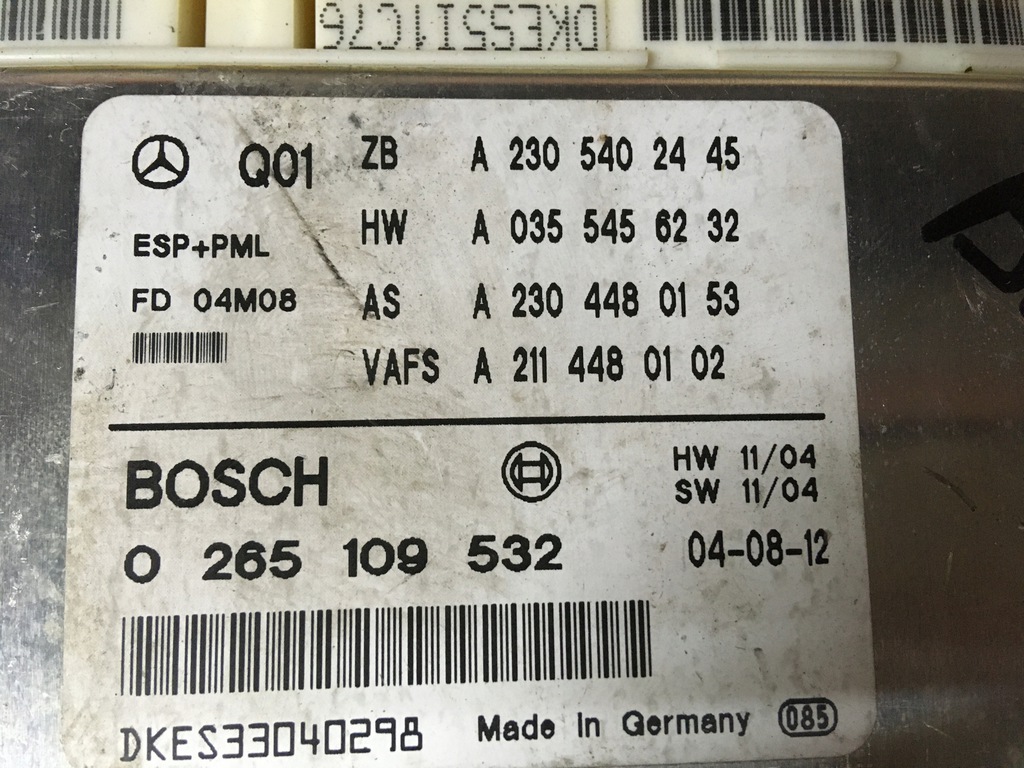 DKES5I1C76
Q01
ZB A 230 540 24 45
HW A 035 545 62 32
ESP+PML
FD 04M08
AS A 230 448 01 53
VAFS A 211 448 01 02
BOSCH
HW 11/04
SW 11/04
0 265 109 532
04-08-12
DKES33040298
Made in Germany
085